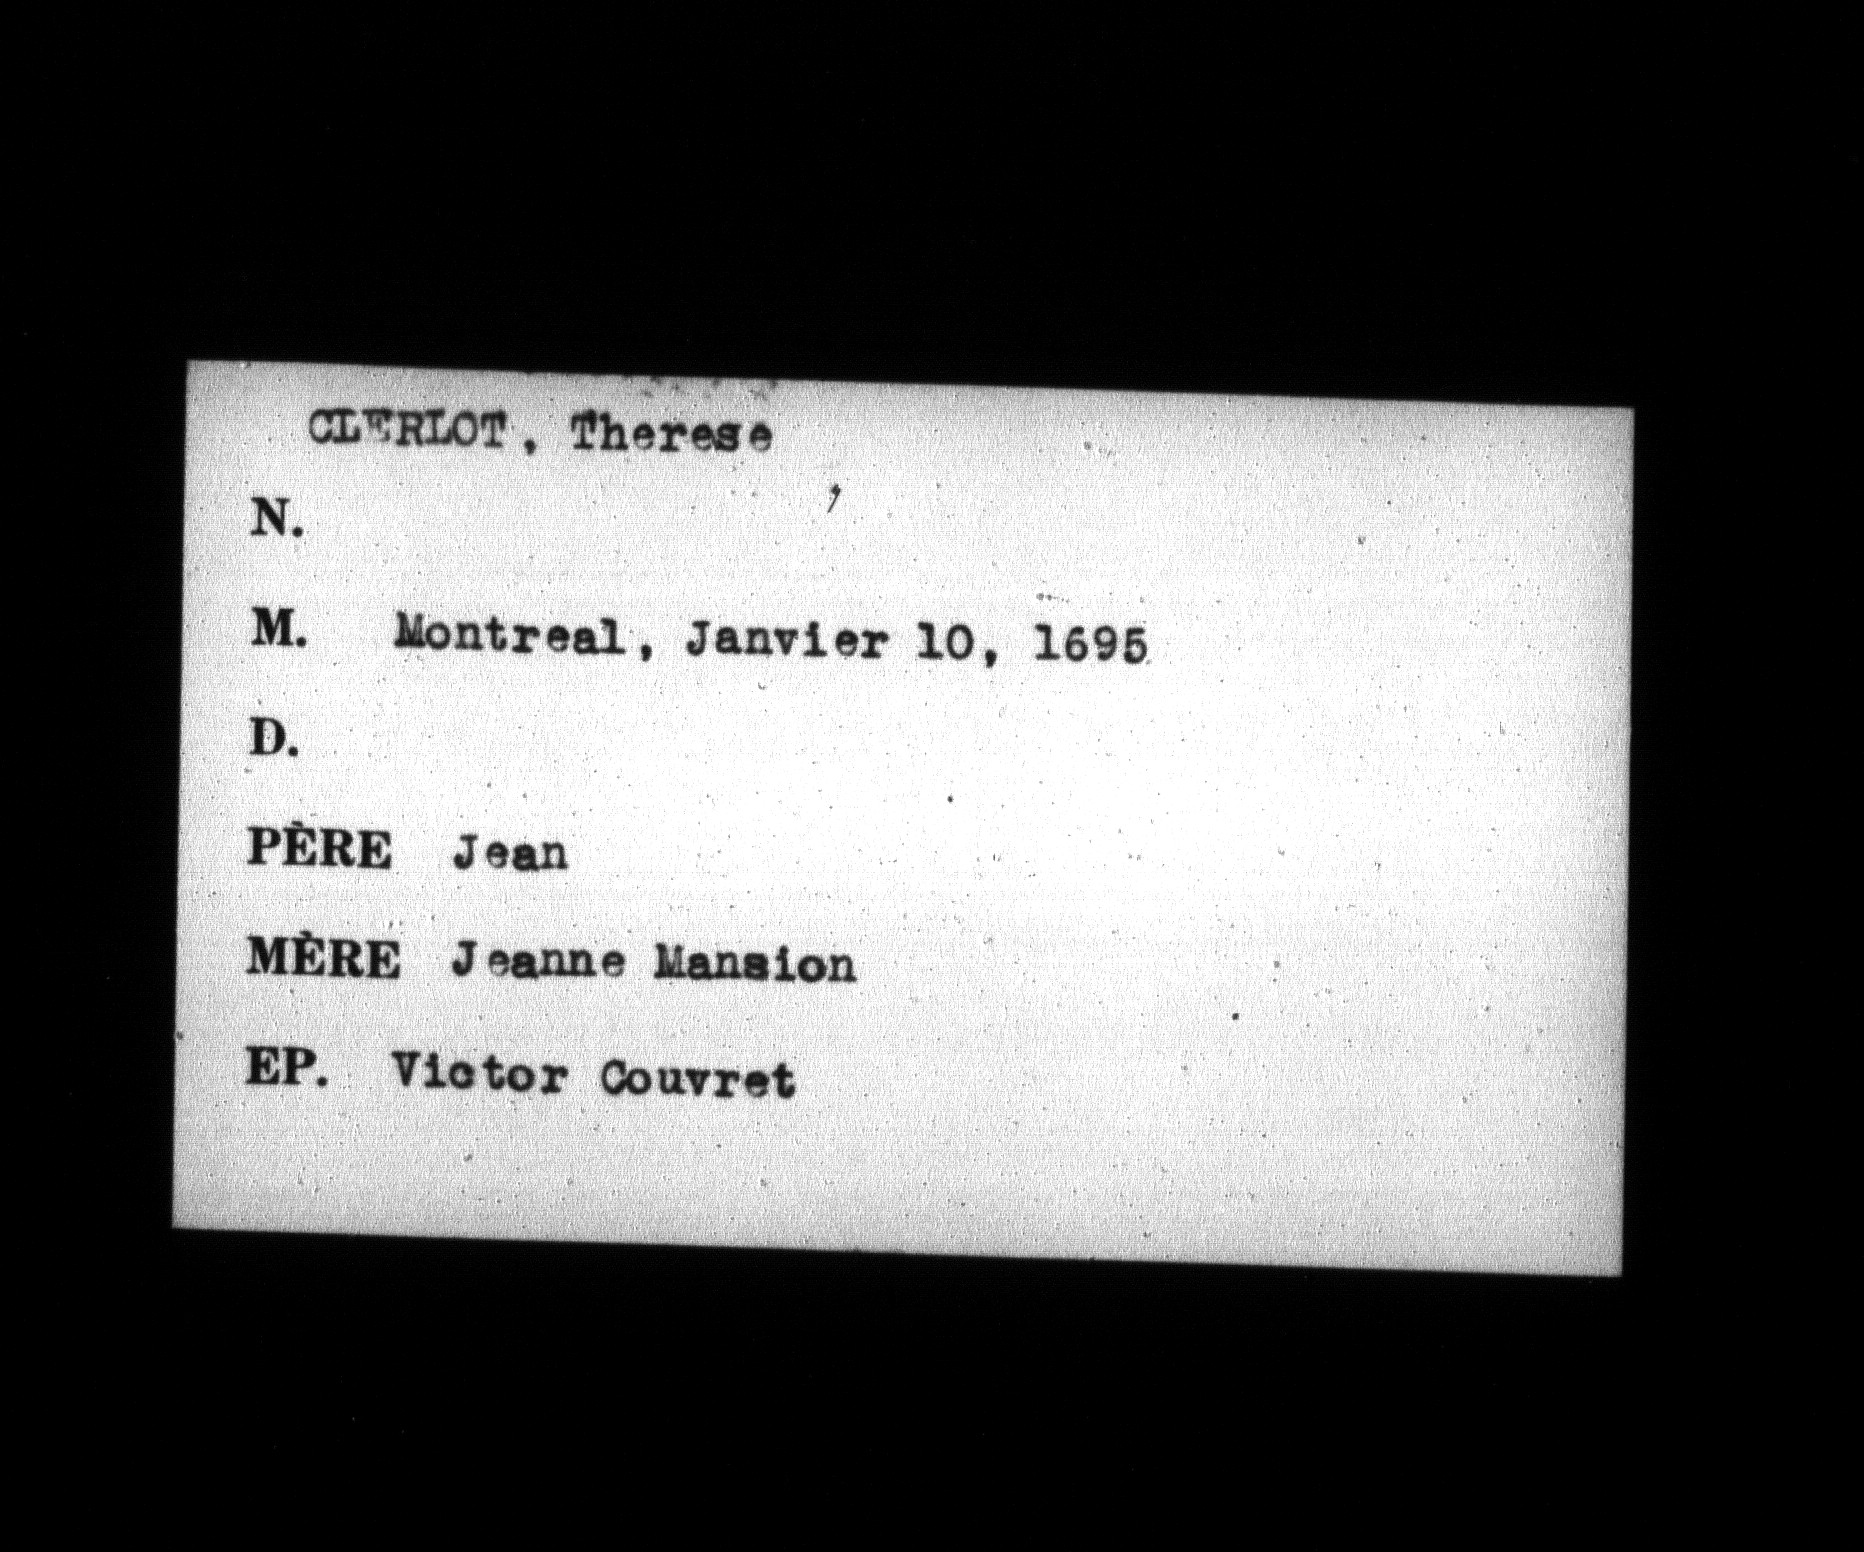 CLERLOT, Therese
N.
M. Montreal, Janvier 10, 1695
D.
PÈRE Jean
MÈRE Jeanne Mansion
EP. Victor Couvret